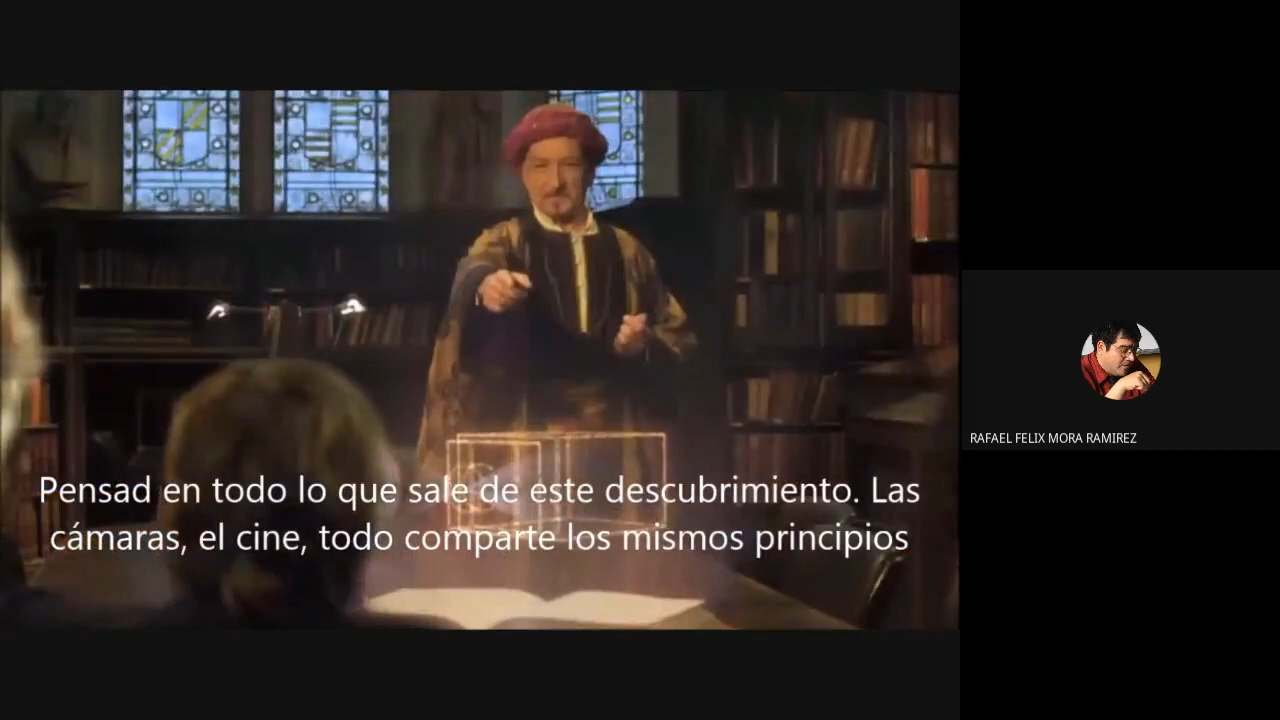 Pensad en todo lo que sale de este descubrimiento. Las
cámaras, el cine, todo comparte los mismos principios
RAFAEL FELIX MORA RAMIREZ